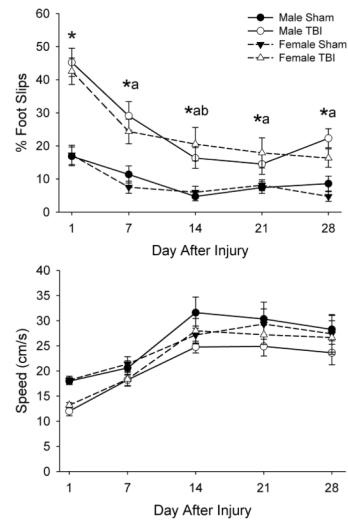 60
50
40
30
20
10
0
% Foot Slips
Male Sham
Male TBI
Female Sham
Female TBI
*
*a
*ab
*a
*a
1 7 14 21 28
Day After Injury
40
35
30
25
20
15
10
5
0
Speed (cm/s)
1 7 14 21 28
Day After Injury